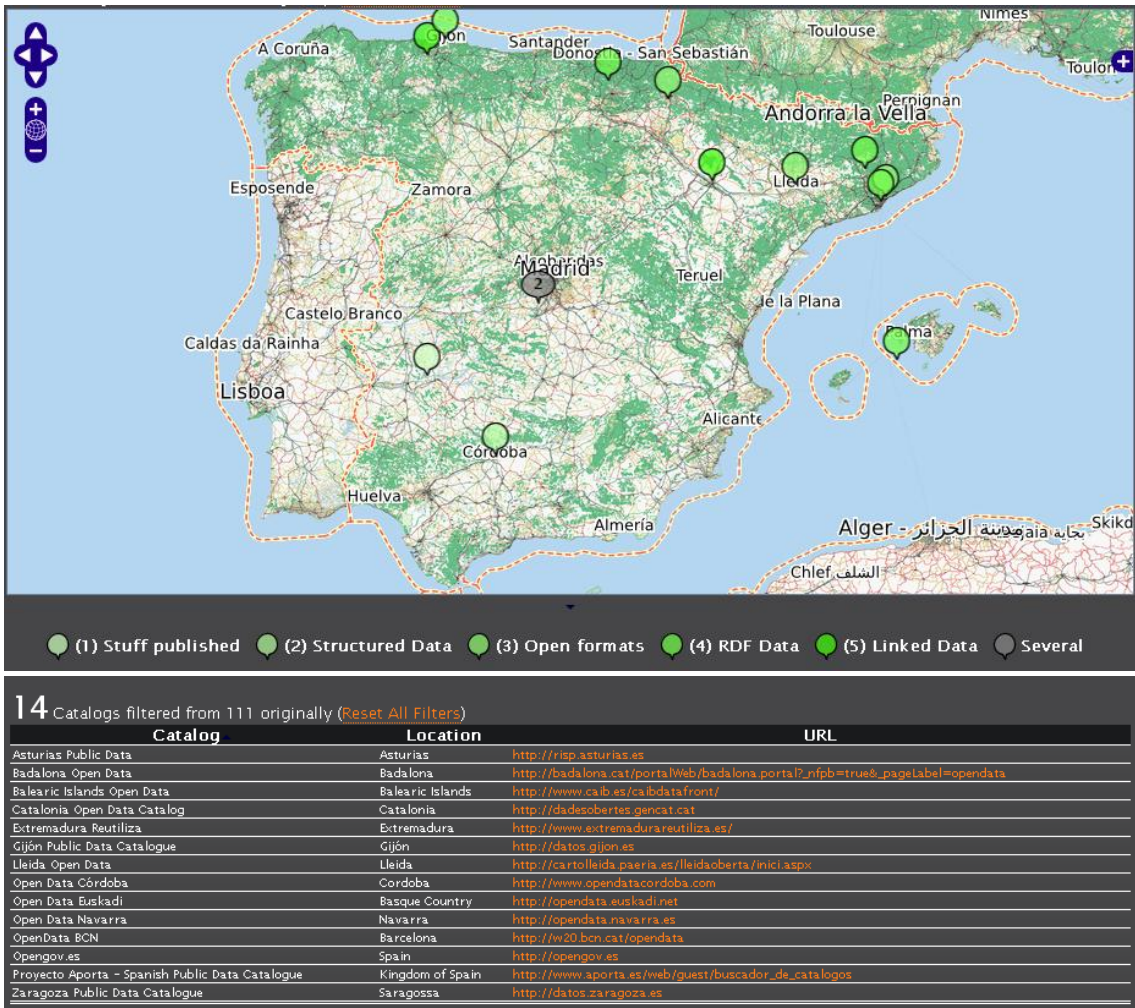 Nimes
Toulouse
A Coruña
Gijon
Santander
Donostia - San Sebastián
Toulon
Perpignan
Andorra la Vella
Lleida
Esposende
Zamora
Alcobendas
Madrid
2
Teruel
de la Plana
Castelo Branco
Caldas da Rainha
Palma
Lisboa
Alicante
Córdoba
Huelva
Almería
Alger - مدينة الجزائر
بجاية
Skikd
Chlef الشلف
(1) Stuff published (2) Structured Data (3) Open formats (4) RDF Data (5) Linked Data Several
14 Catalogs filtered from 111 originally (Reset All Filters)
Catalog Location URL
Asturias Public Data Asturias http://risp.asturias.es
Badalona Open Data Badalona http://badalona.cat/portalWeb/badalona.portal?_nfpb=true&_pageLabel=opendata
Balearic Islands Open Data Balearic Islands http://www.caib.es/caibdatafront/
Catalonia Open Data Catalog Catalonia http://dadesobertes.gencat.cat
Extremadura Reutiliza Extremadura http://www.extremadurareutiliza.es/
Gijón Public Data Catalogue Gijón http://datos.gijon.es
Lleida Open Data Lleida http://cartolleida.paeria.es/lleidaoberta/inici.aspx
Open Data Córdoba Cordoba http://www.opendatacordoba.com
Open Data Euskadi Basque Country http://opendata.euskadi.net
Open Data Navarra Navarra http://opendata.navarra.es
OpenData BCN Barcelona http://w20.bcn.cat/opendata
Opengov.es Spain http://opengov.es
Proyecto Aporta - Spanish Public Data Catalogue Kingdom of Spain http://www.aporta.es/web/guest/buscador_de_catalogos
Zaragoza Public Data Catalogue Saragossa http://datos.zaragoza.es